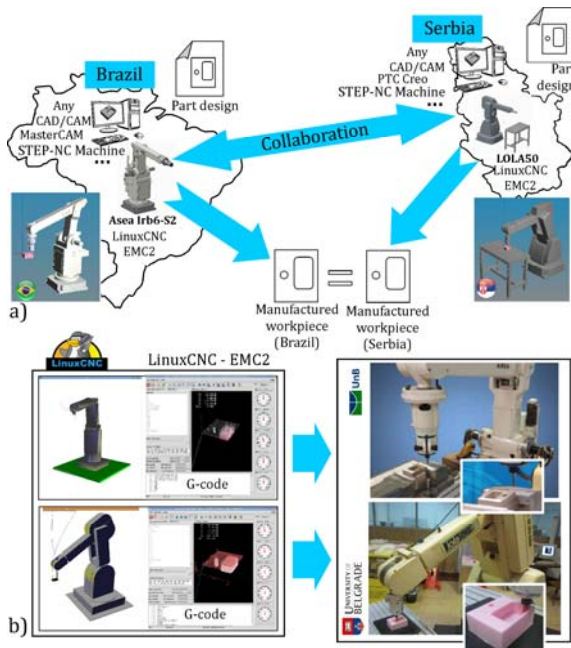 Brazil
Part design
Any
CAD/CAM
MasterCAM
STEP-NC Machine
...
Asea Irb6-S2
LinuxCNC
EMC2
Collaboration
Serbia
Part
design
Any
CAD/CAM
PTC Creo
STEP-NC Machine
...
LOLA50
LinuxCNC
EMC2
a)
Manufactured
workpiece
(Brazil)
=
Manufactured
workpiece
(Serbia)
LinuxCNC
LinuxCNC - EMC2
G-code
G-code
UnB
UNIVERSITY OF
BELGRADE
b)